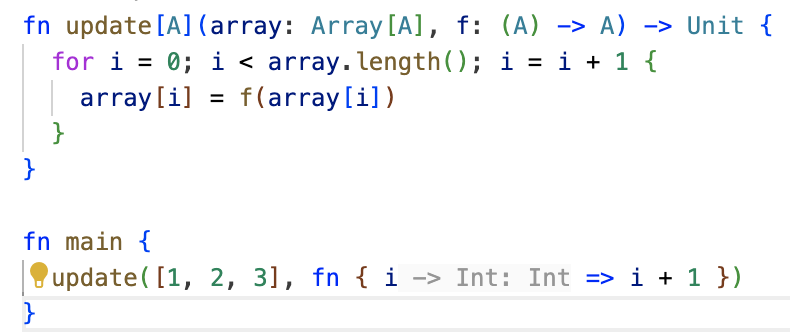 fn update[A](array: Array[A], f: (A) -> A) -> Unit {
  for i = 0; i < array.length(); i = i + 1 {
    array[i] = f(array[i])
  }
}

fn main {
  update([1, 2, 3], fn { i -> Int: Int => i + 1 })
}